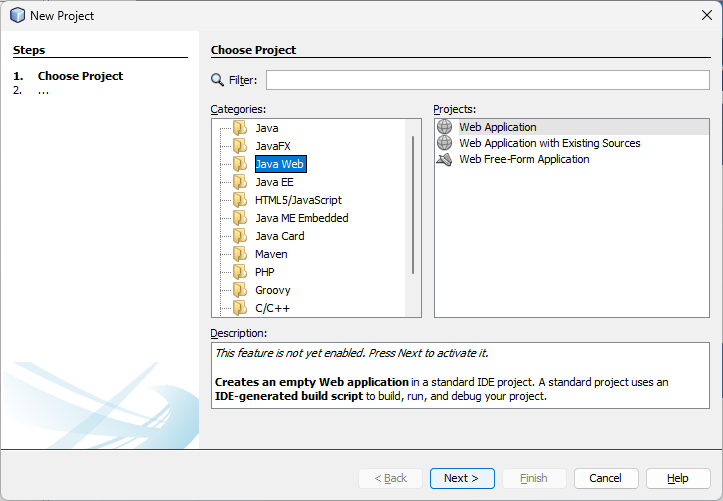 New Project
Steps
1. Choose Project
2. ...
Choose Project
Filter:
Categories:
Java
JavaFX
Java Web
Java EE
HTML5/JavaScript
Java ME Embedded
Java Card
Maven
PHP
Groovy
C/C++
Projects:
Web Application
Web Application with Existing Sources
Web Free-Form Application
Description:
This feature is not yet enabled. Press Next to activate it.
Creates an empty Web application in a standard IDE project. A standard project uses an
IDE-generated build script to build, run, and debug your project.
< Back
Next >
Finish
Cancel
Help